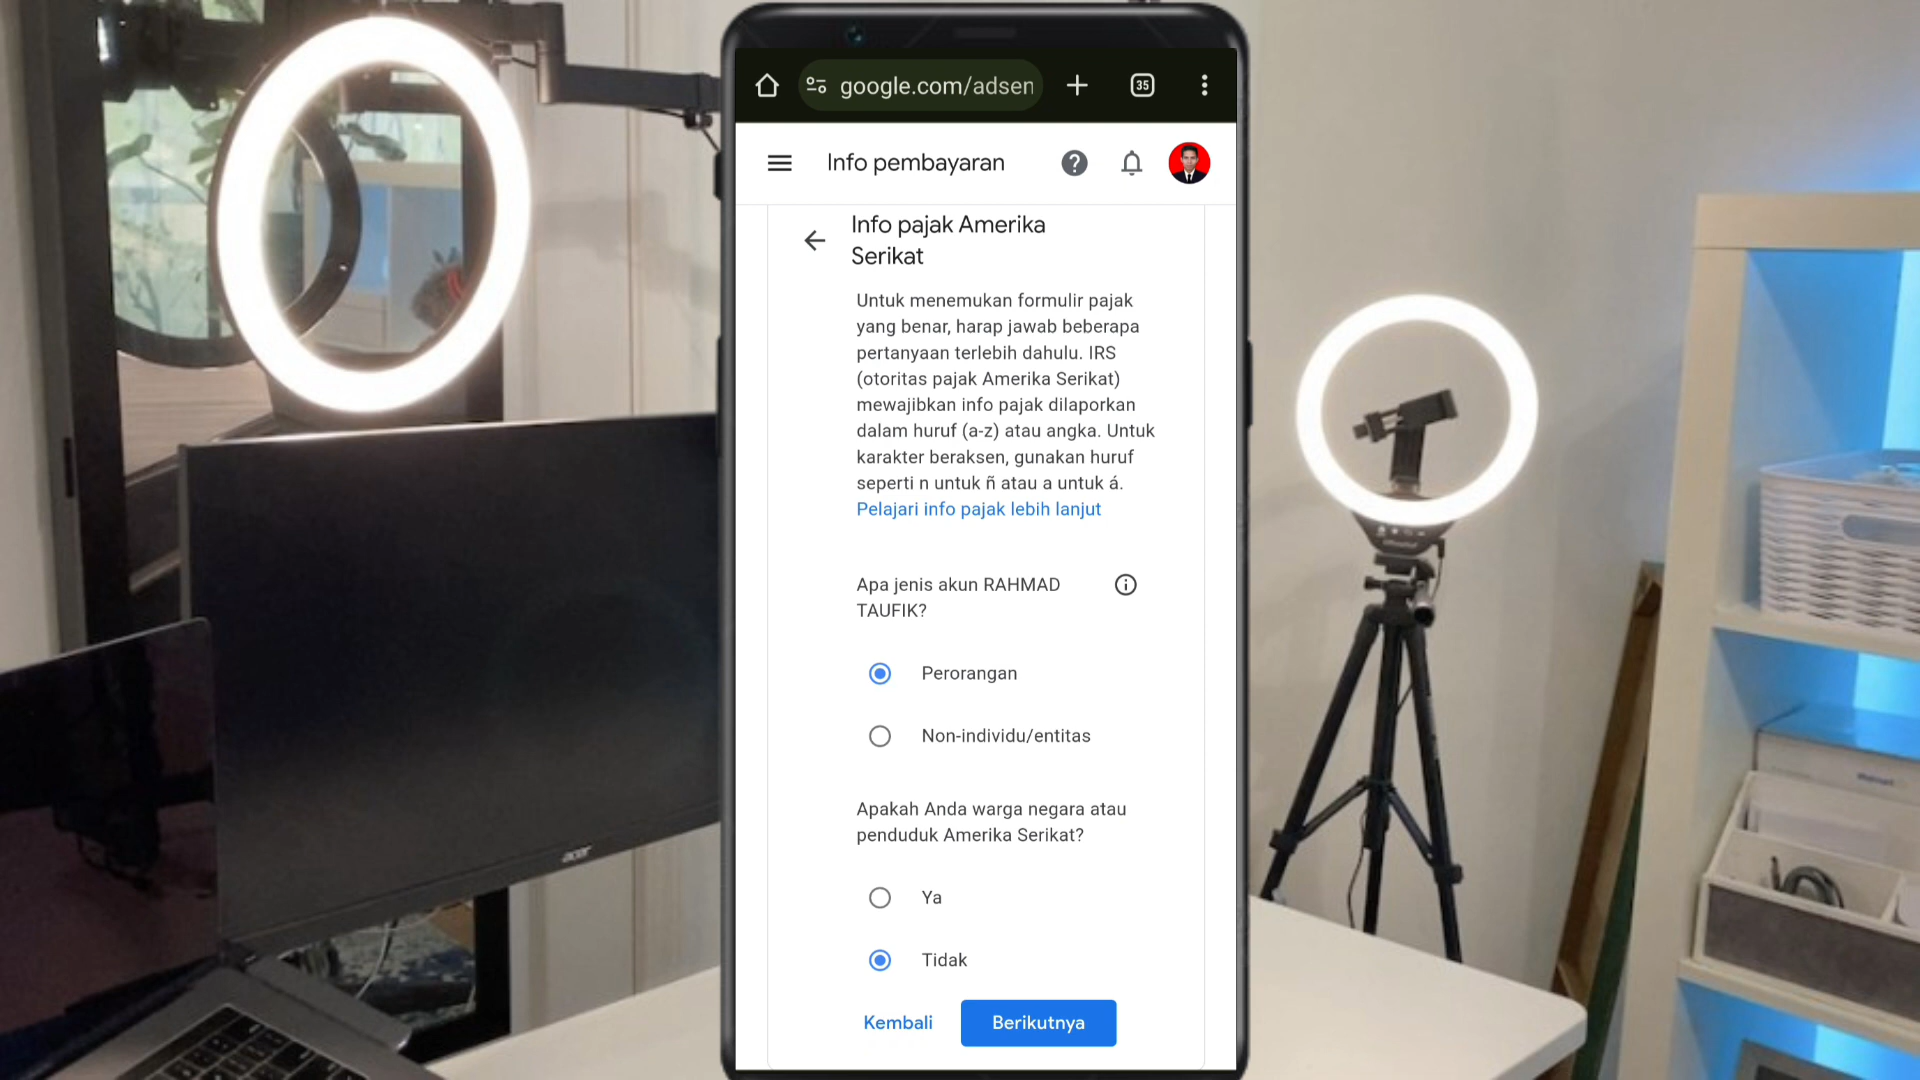 google.com/adsen
35
Info pembayaran
Info pajak Amerika
Serikat
Untuk menemukan formulir pajak
yang benar, harap jawab beberapa
pertanyaan terlebih dahulu. IRS
(otoritas pajak Amerika Serikat)
mewajibkan info pajak dilaporkan
dalam huruf (a-z) atau angka. Untuk
karakter beraksen, gunakan huruf
seperti n untuk ñ atau a untuk á.
Pelajari info pajak lebih lanjut
Apa jenis akun RAHMAD
TAUFIK?
Perorangan
Non-individu/entitas
Apakah Anda warga negara atau
penduduk Amerika Serikat?
Ya
Tidak
Kembali
Berikutnya
acer